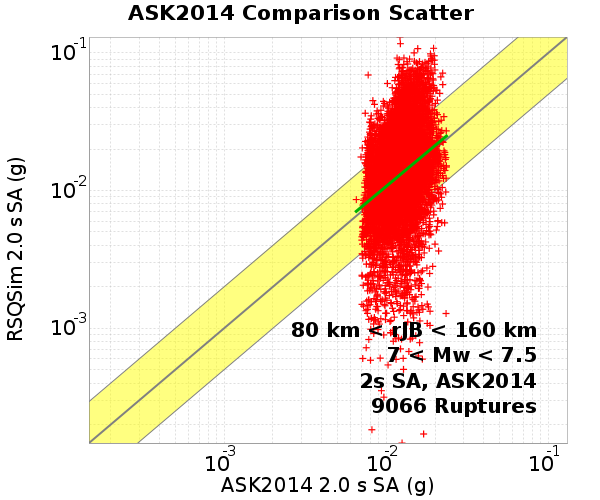 ASK2014 Comparison Scatter
10-1
10-2
10-3
RSQSim 2.0 s SA (g)
80 km < rJB < 160 km
7 < Mw < 7.5
2s SA, ASK2014
9066 Ruptures
10-3 10-2 10-1
ASK2014 2.0 s SA (g)